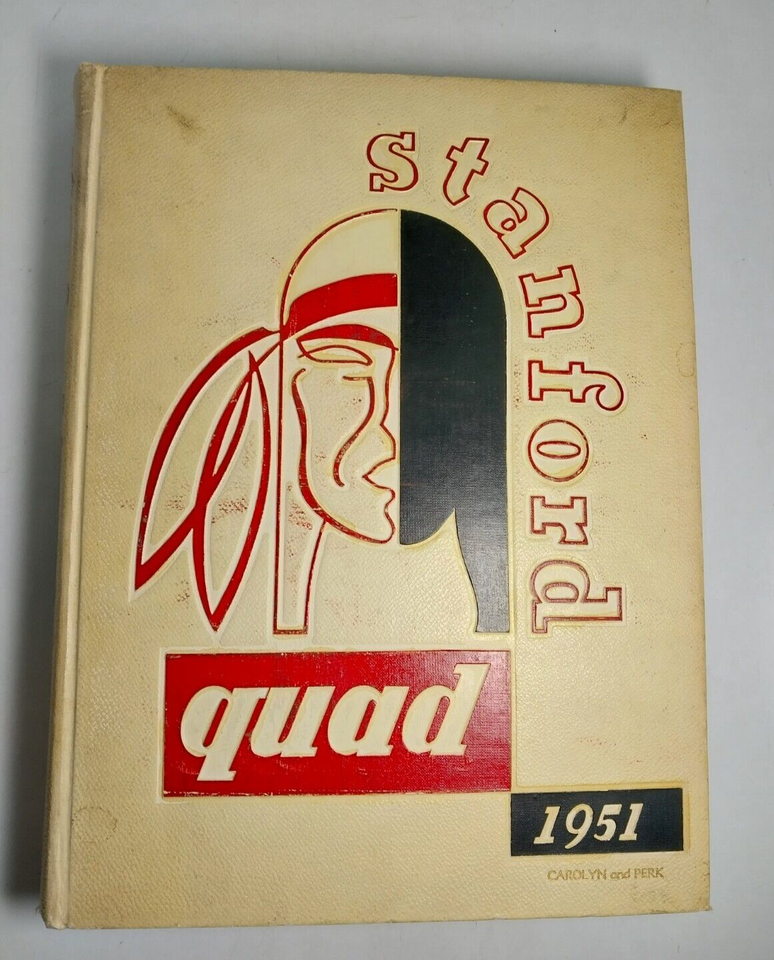 stanford
quad
1951
CAROLYN and PERK